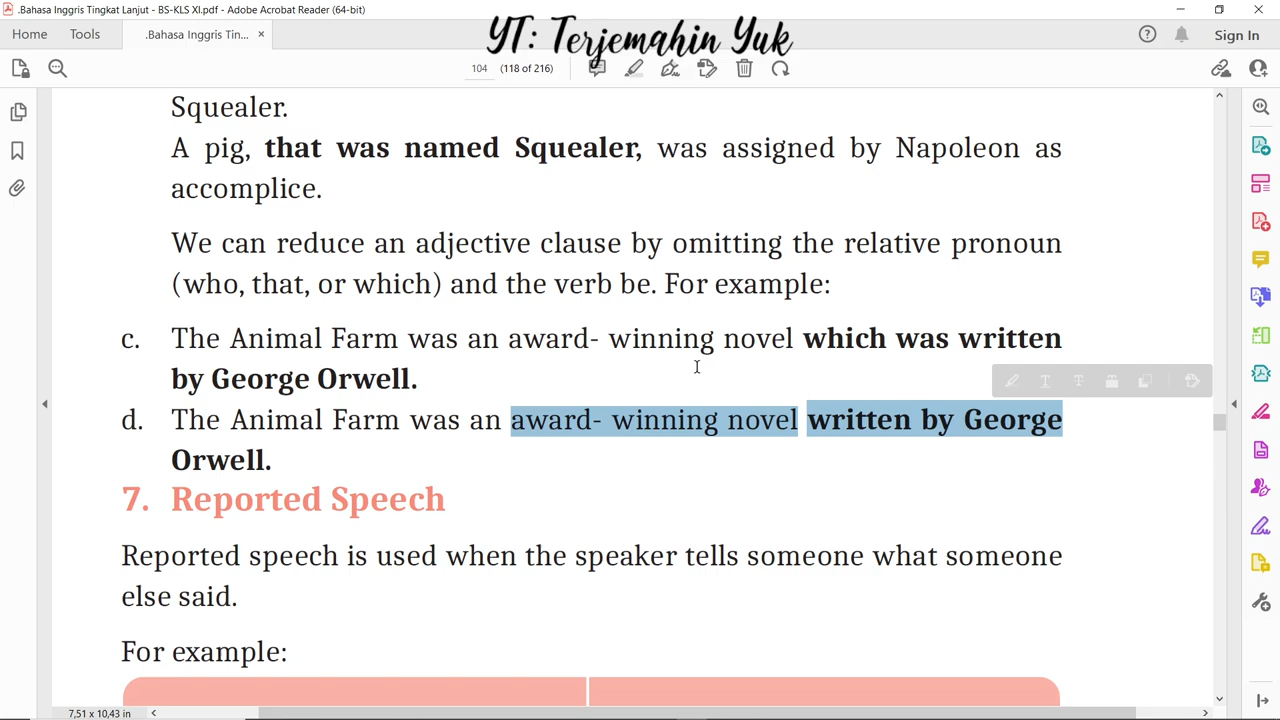 .Bahasa Inggris Tingkat Lanjut - BS-KLS XI.pdf - Adobe Acrobat Reader (64-bit)
YT: Terjemahin Yuk
Home Tools .Bahasa Inggris Tin... × Sign In
104 (118 of 216)
Squealer.
A pig, that was named Squealer, was assigned by Napoleon as
accomplice.
We can reduce an adjective clause by omitting the relative pronoun
(who, that, or which) and the verb be. For example:
c. The Animal Farm was an award- winning novel which was written
by George Orwell.
d. The Animal Farm was an award- winning novel written by George
Orwell.
7. Reported Speech
Reported speech is used when the speaker tells someone what someone
else said.
For example:
7,51 x 10,43 in